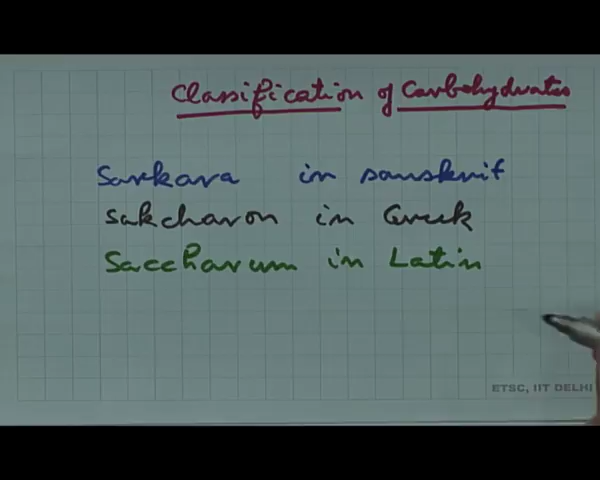 Classification of Carbohydrates
Sarkara in sanskrit
sakcharon in Greek
Saccharum in Latin
ETSC, IIT DELHI